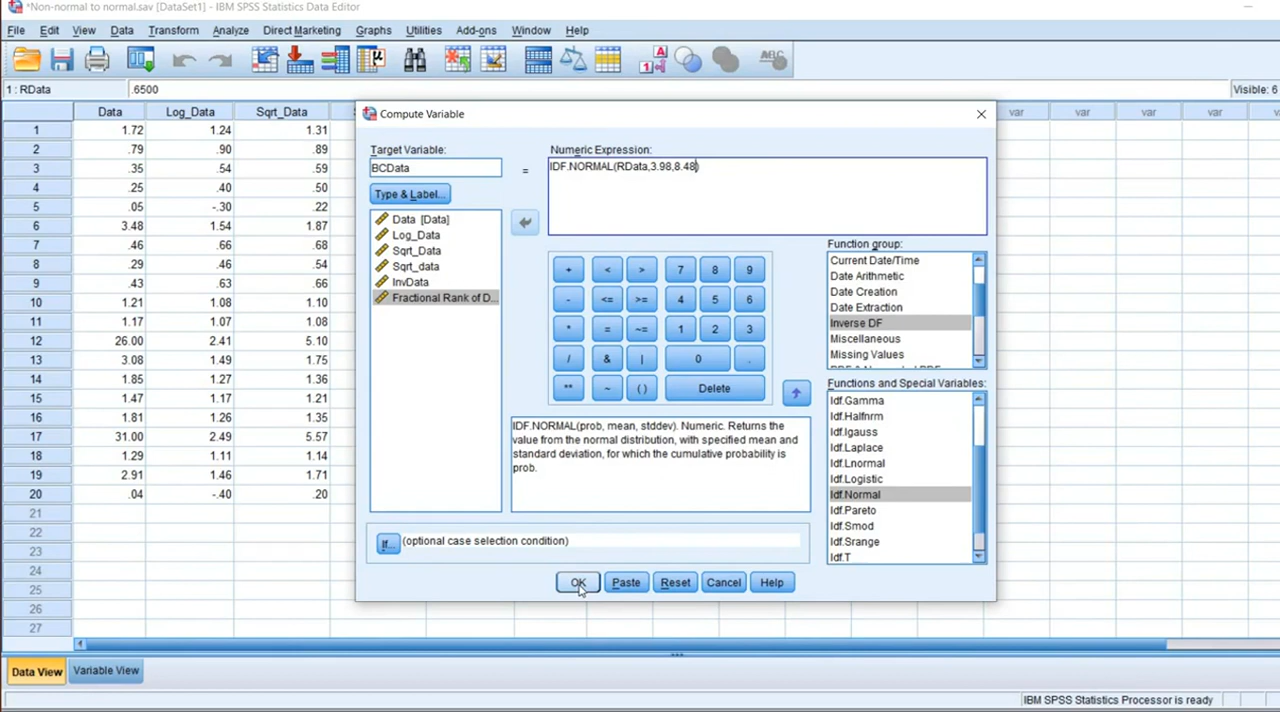 *Non-normal to normal.sav [DataSet1] - IBM SPSS Statistics Data Editor
File Edit View Data Transform Analyze Direct Marketing Graphs Utilities Add-ons Window Help
1 : RData .6500 Visible: 6
Data Log_Data Sqrt_Data var var var var
1 1.72 1.24 1.31
2 .79 .90 .89
3 .35 .54 .59
4 .25 .40 .50
5 .05 -.30 .22
6 3.48 1.54 1.87
7 .46 .66 .68
8 .29 .46 .54
9 .43 .63 .66
10 1.21 1.08 1.10
11 1.17 1.07 1.08
12 26.00 2.41 5.10
13 3.08 1.49 1.75
14 1.85 1.27 1.36
15 1.47 1.17 1.21
16 1.81 1.26 1.35
17 31.00 2.49 5.57
18 1.29 1.11 1.14
19 2.91 1.46 1.71
20 .04 -.40 .20
21
22
23
24
25
26
27
Compute Variable
Target Variable:
BCData
=
Numeric Expression:
IDF.NORMAL(RData,3.98,8.48)
Type & Label...
Data [Data]
Log_Data
Sqrt_Data
Sqrt_data
InvData
Fractional Rank of D...
+ < > 7 8 9
- <= >= 4 5 6
* = ~= 1 2 3
/ & | 0 .
** ~ ( ) Delete
IDF.NORMAL(prob, mean, stddev). Numeric. Returns the
value from the normal distribution, with specified mean and
standard deviation, for which the cumulative probability is
prob.
Function group:
Current Date/Time
Date Arithmetic
Date Creation
Date Extraction
Inverse DF
Miscellaneous
Missing Values
Functions and Special Variables:
Idf.Gamma
Idf.Halfnrm
Idf.Igauss
Idf.Laplace
Idf.Lnormal
Idf.Logistic
Idf.Normal
Idf.Pareto
Idf.Smod
Idf.Srange
Idf.T
If... (optional case selection condition)
OK Paste Reset Cancel Help
Data View Variable View
IBM SPSS Statistics Processor is ready